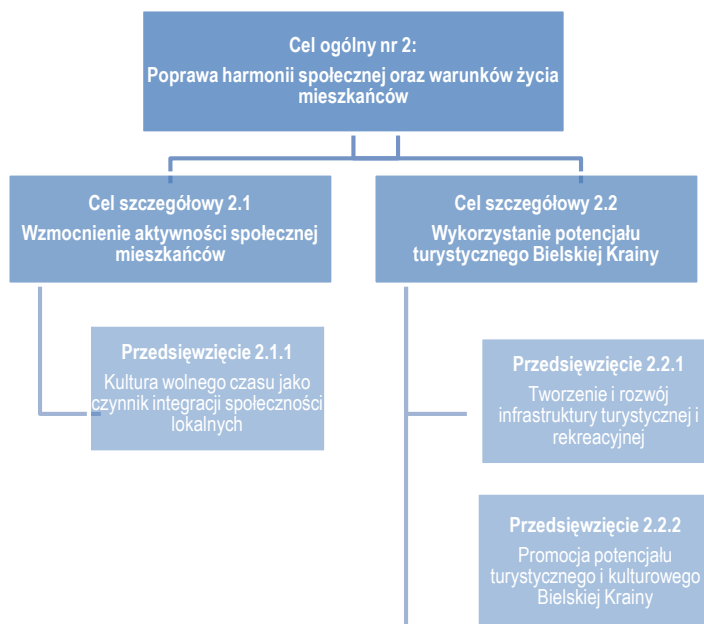 Cel ogólny nr 2:
Poprawa harmonii społecznej oraz warunków życia
mieszkańców
Cel szczegółowy 2.1
Wzmocnienie aktywności społecznej
mieszkańców
Cel szczegółowy 2.2
Wykorzystanie potencjału
turystycznego Bielskiej Krainy
Przedsięwzięcie 2.1.1
Kultura wolnego czasu jako
czynnik integracji społeczności
lokalnych
Przedsięwzięcie 2.2.1
Tworzenie i rozwój
infrastruktury turystycznej i
rekreacyjnej
Przedsięwzięcie 2.2.2
Promocja potencjału
turystycznego i kulturowego
Bielskiej Krainy